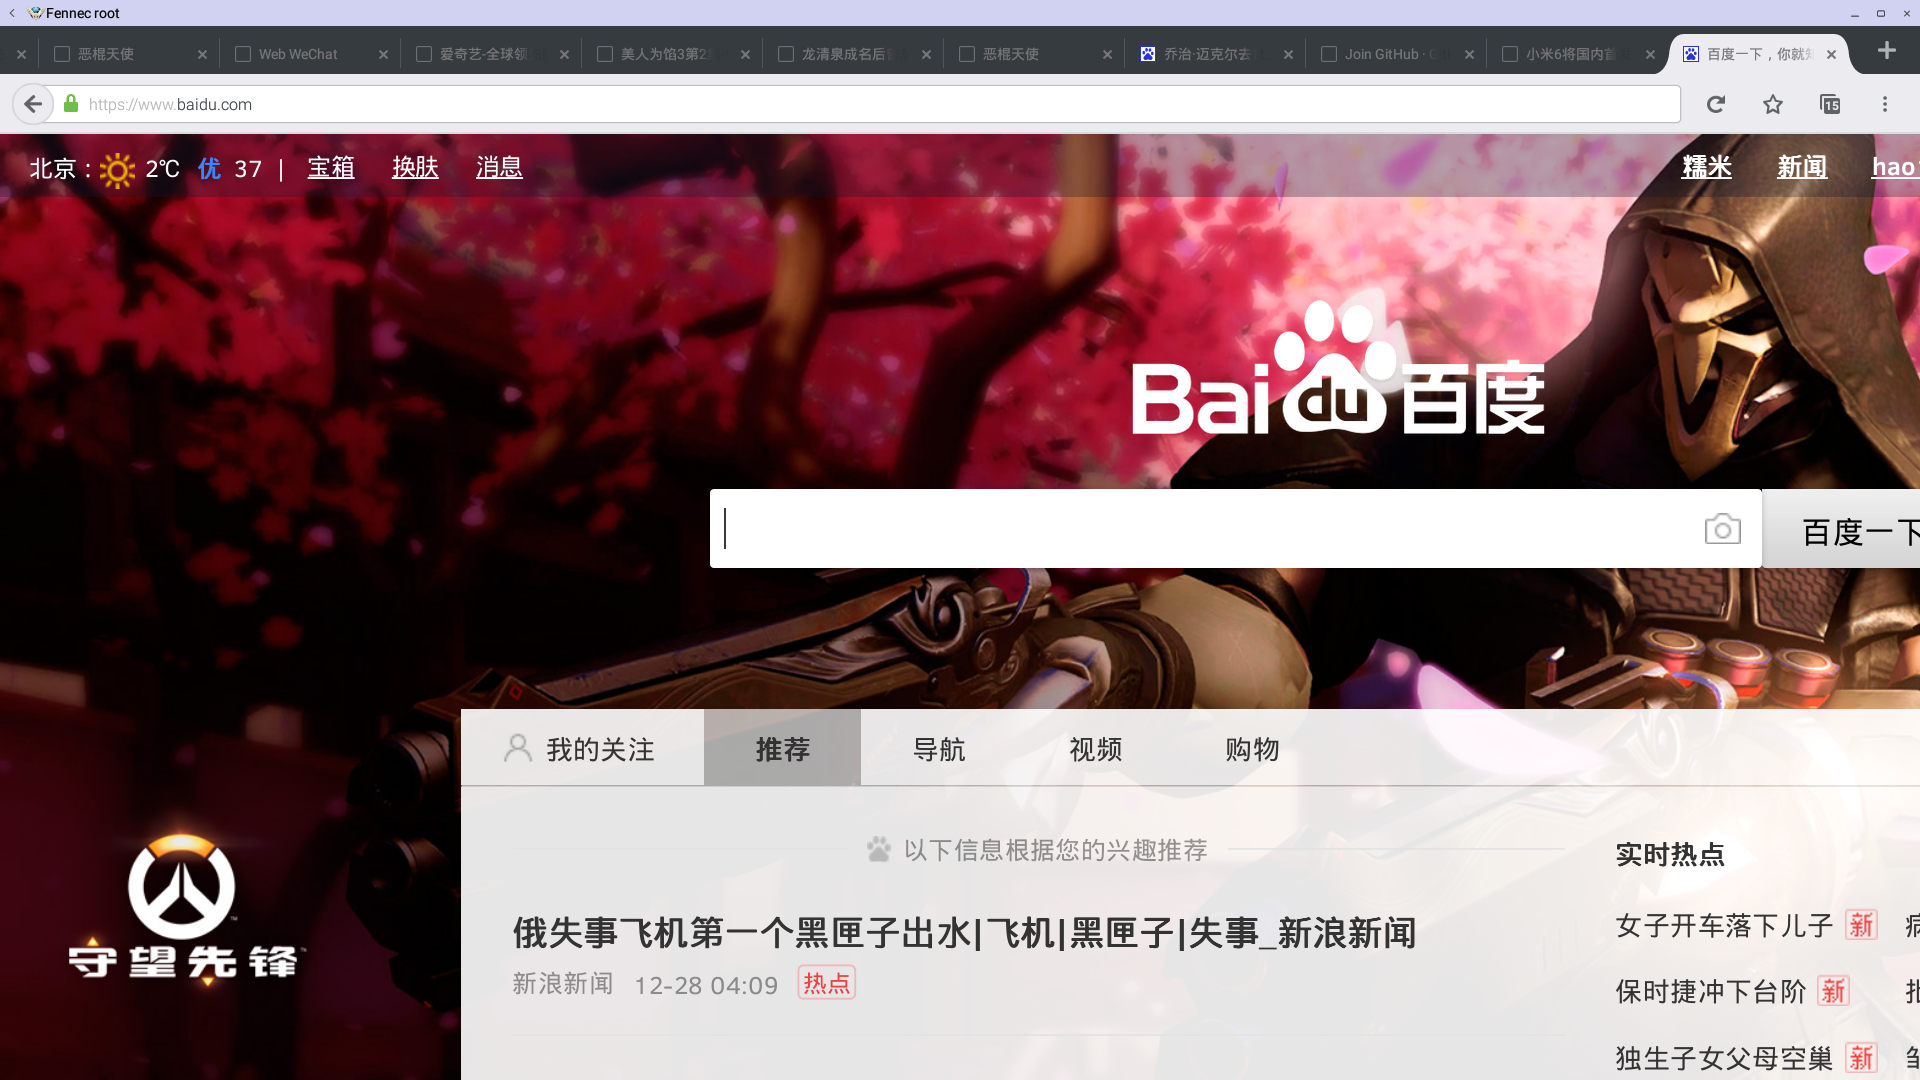 Fennec root
恶棍天使
Web WeChat
爱奇艺-全球领
美人为馅3第2
龙清泉成名后
恶棍天使
乔治·迈克尔去
Join GitHub · G
小米6将国内首
百度一下，你就知
https://www.baidu.com
15
北京 : 2℃ 优 37 | 宝箱 换肤 消息
糯米 新闻 hao
Bai du 百度
百度一下
我的关注 推荐 导航 视频 购物
以下信息根据您的兴趣推荐
俄失事飞机第一个黑匣子出水|飞机|黑匣子|失事_新浪新闻
新浪新闻 12-28 04:09 热点
实时热点
女子开车落下儿子 新
保时捷冲下台阶 新
独生子女父母空巢 新
守望先锋